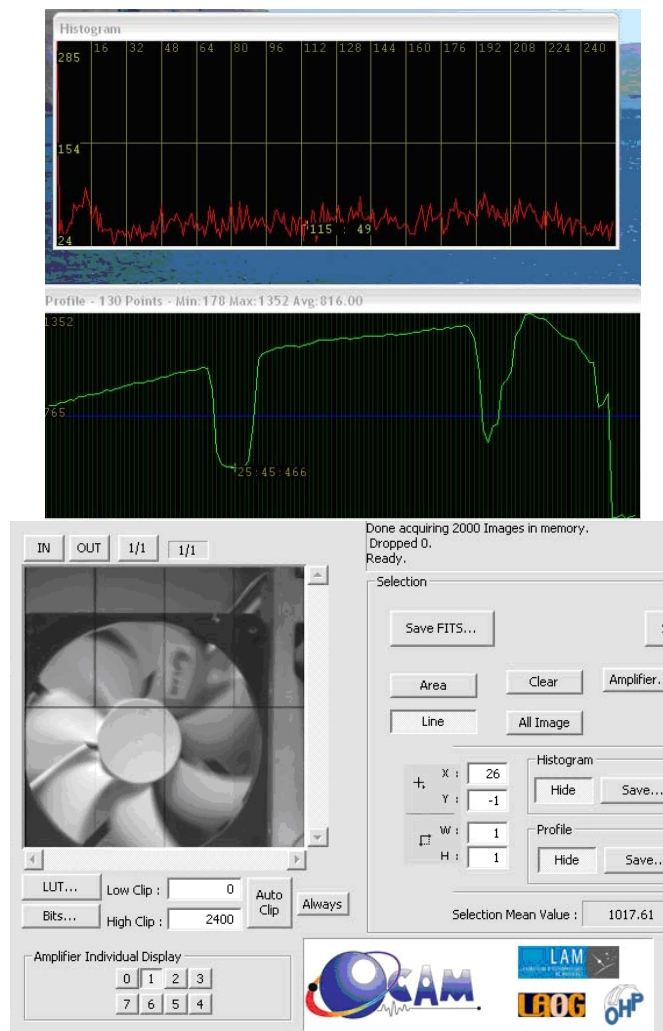 Histogram
16 32 48 64 80 96 112 128 144 160 176 192 208 224 240
285
154
24
115 : 49
Profile - 130 Points - Min:178 Max:1352 Avg:816.00
1352
765
25:45:466
Done acquiring 2000 Images in memory.
Dropped 0.
Ready.
IN OUT 1/1 1/1
Selection
Save FITS...
Area Clear Amplifier.
Line All Image
X : 26
Y : -1
W : 1
H : 1
Histogram
Hide Save...
Profile
Hide Save...
Selection Mean Value : 1017.61
LUT... Low Clip : 0
Bits... High Clip : 2400
Auto Clip
Always
Amplifier Individual Display
0 1 2 3
7 6 5 4
OCAM
LAM
LAOG
OHP